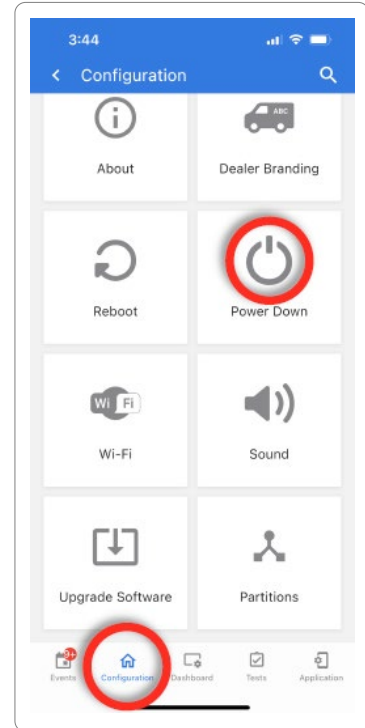 3:44
Configuration
ABC
About
Dealer Branding
Reboot
Power Down
Wi Fi
Wi-Fi
Sound
Upgrade Software
Partitions
9+
Events
Configuration
Dashboard
Tests
Application